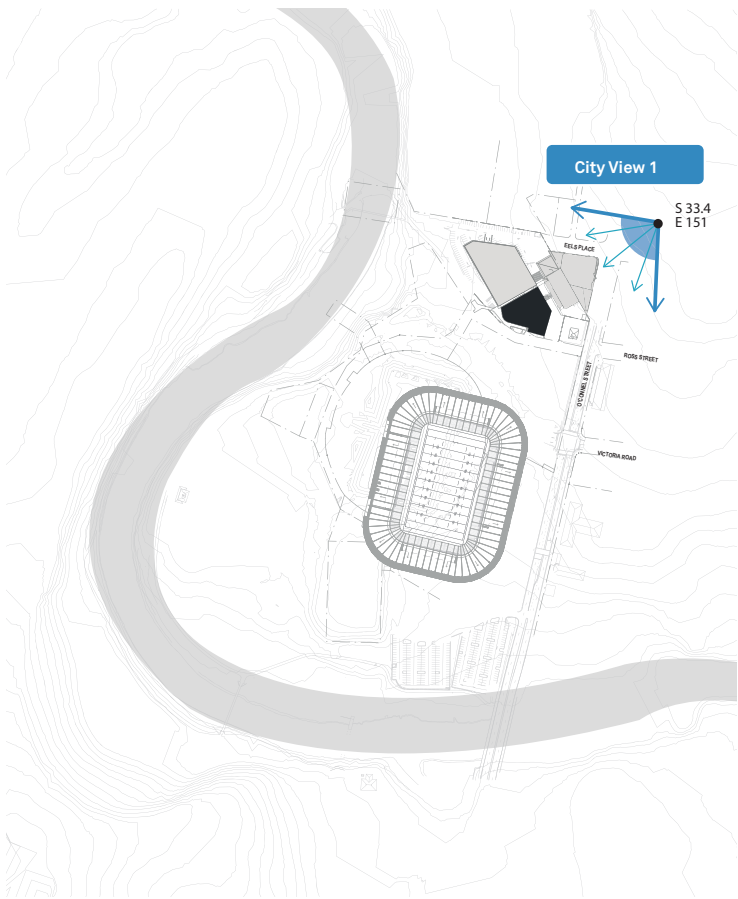 City View 1
S 33.4
E 151
EELS PLACE
ROSS STREET
O'CONNELL STREET
VICTORIA ROAD